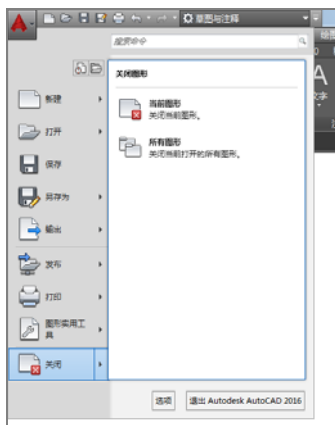 草图与注释
绘图
搜索命令
关闭图形
新建
当前图形
关闭当前图形。
打开
所有图形
关闭当前打开的所有图形。
保存
另存为
输出
发布
打印
图形实用工
具
关闭
选项
退出 Autodesk AutoCAD 2016
A
文字